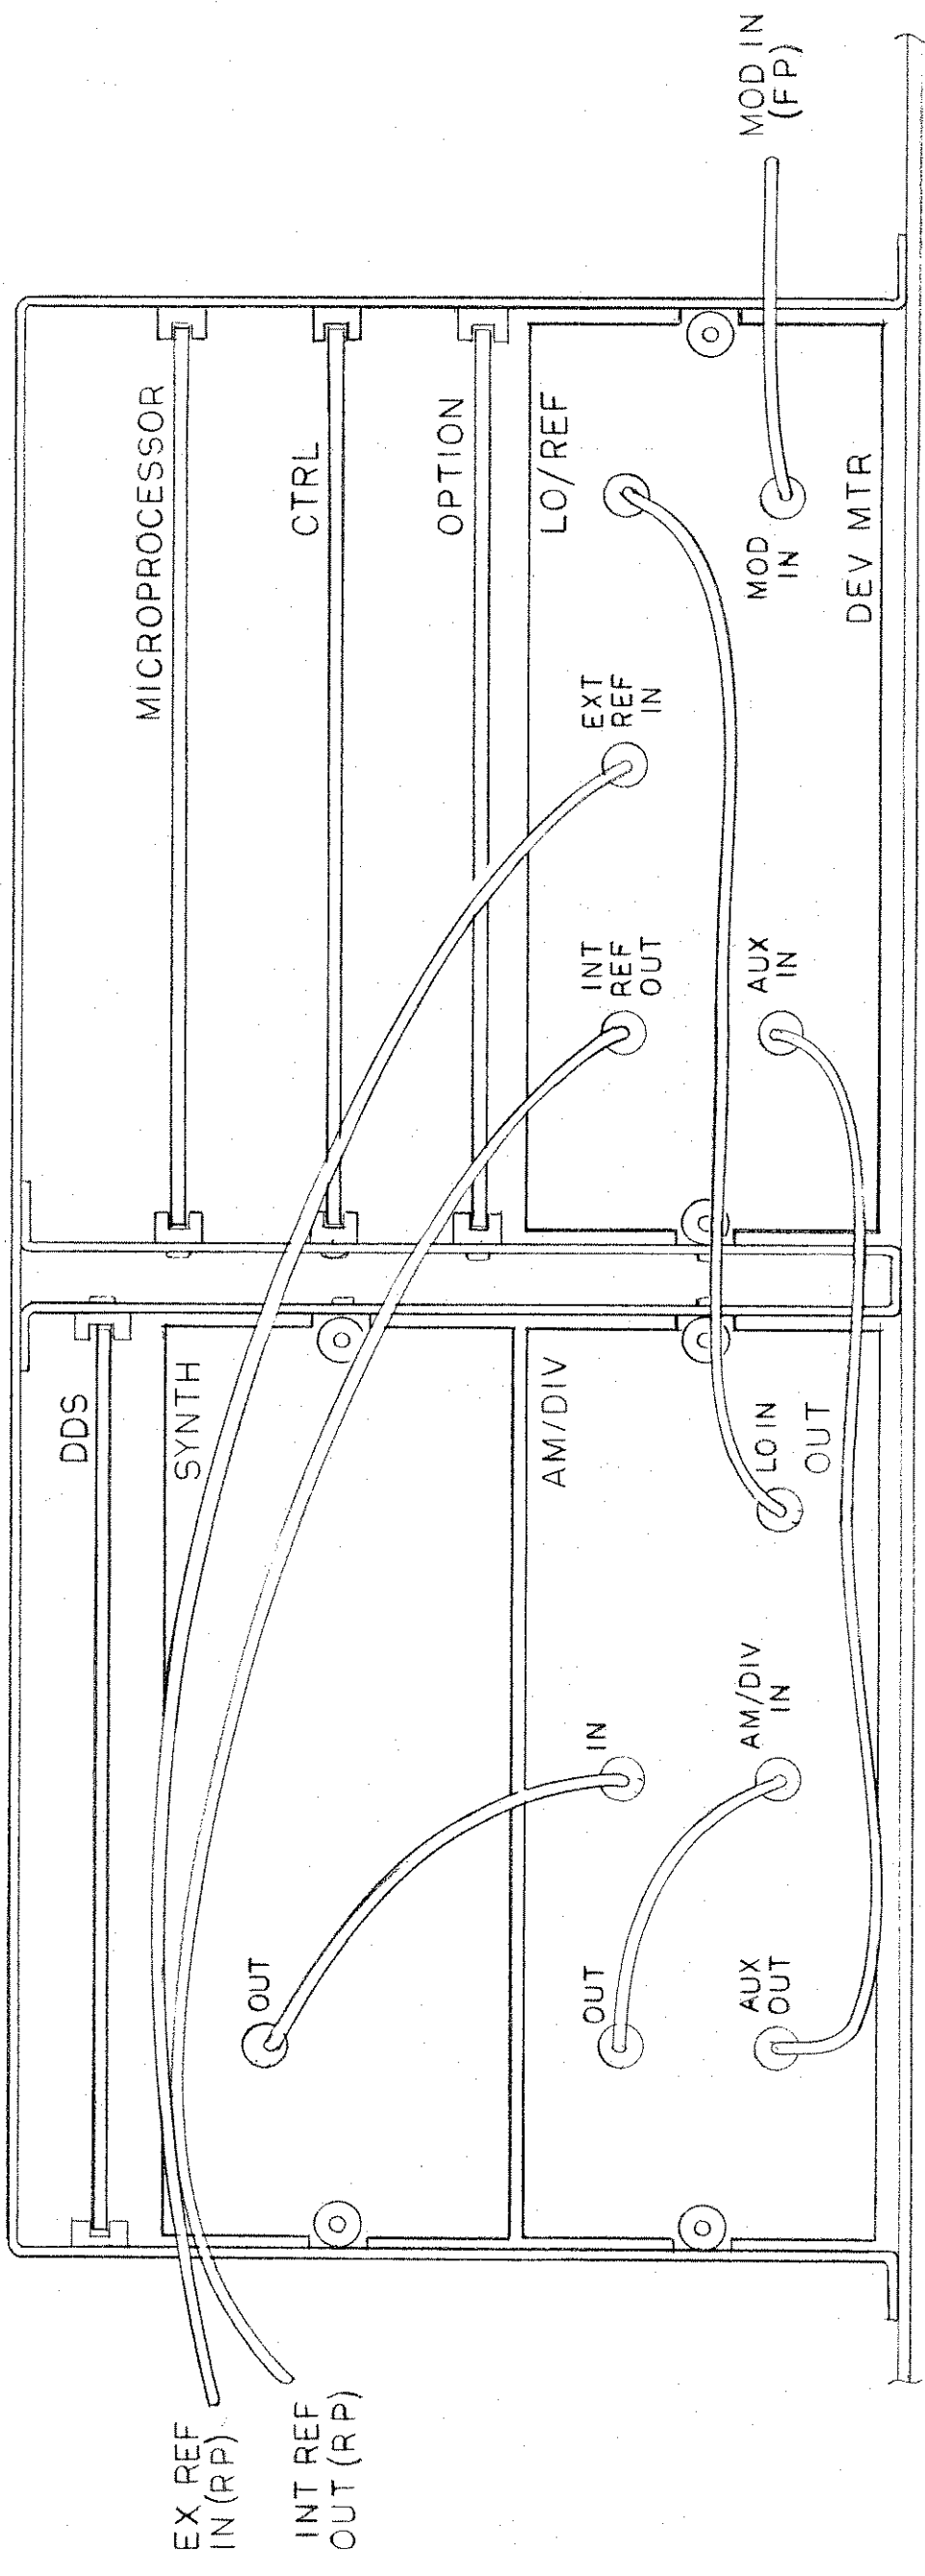 EX REF
IN (RP)
INT REF
OUT (RP)
DDS
SYNTH
OUT
AM/DIV
IN
OUT
AM/DIV
IN
AUX
OUT
LO IN
OUT
MICROPROCESSOR
CTRL
OPTION
LO/REF
INT
REF
OUT
EXT
REF
IN
AUX
IN
MOD
IN
DEV MTR
MOD IN
(FP)